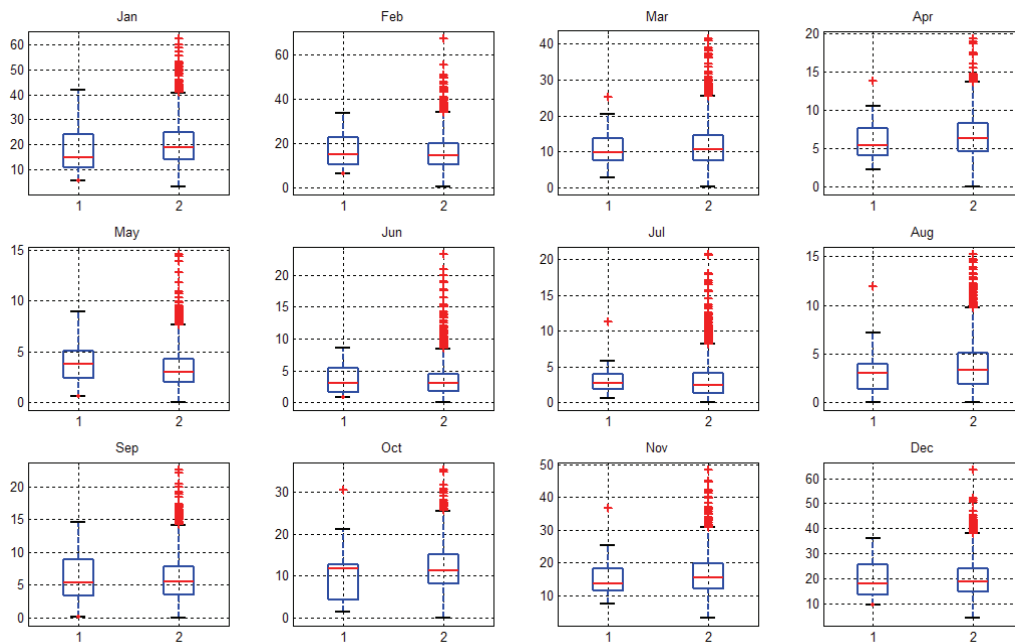 Jan Feb Mar Apr
60 60 40 20
50 30 15
40 40 20 10
30 20 10 5
20 0 0 0
10
1 2 1 2 1 2 1 2
May Jun Jul Aug
15 20 20 15
10 15 15 10
5 10 10 5
0 5 5 0
0 0
1 2 1 2 1 2 1 2
Sep Oct Nov Dec
20 30 50 60
15 20 40 50
10 10 30 40
5 0 20 30
0 10 20
10
1 2 1 2 1 2 1 2